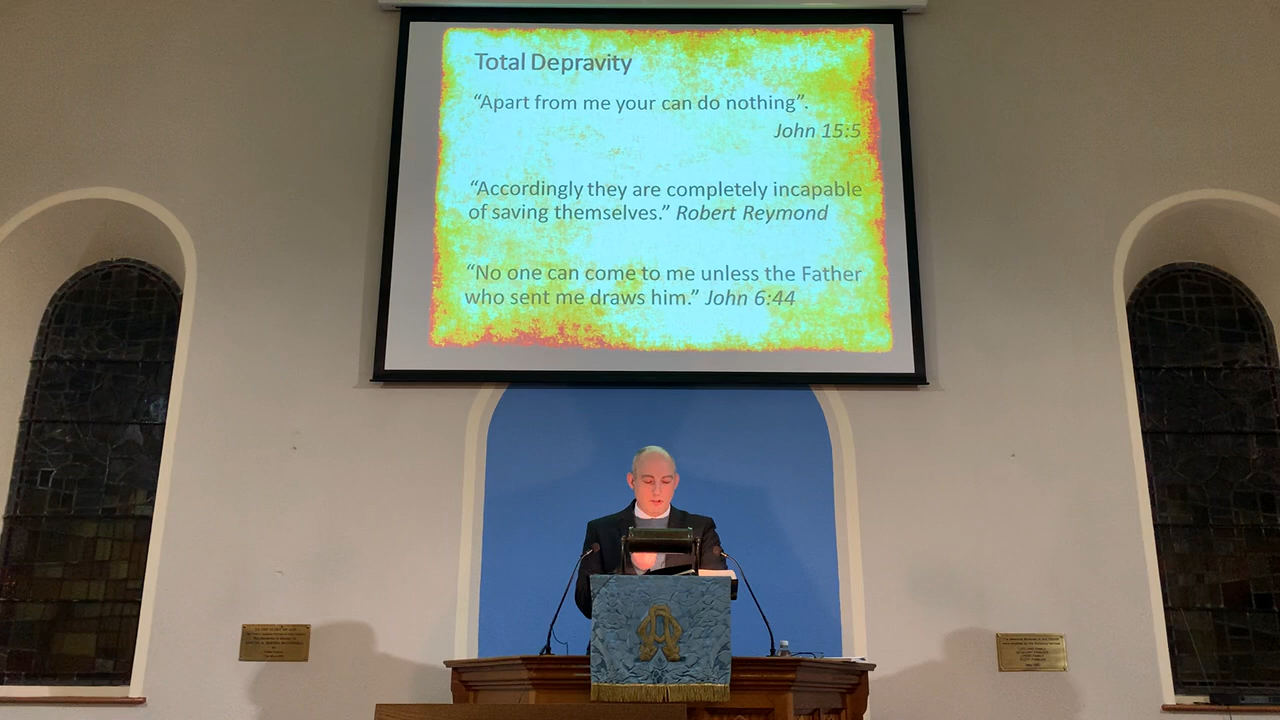 Total Depravity
“Apart from me your can do nothing”.
John 15:5
“Accordingly they are completely incapable
of saving themselves.” Robert Reymond
“No one can come to me unless the Father
who sent me draws him.” John 6:44